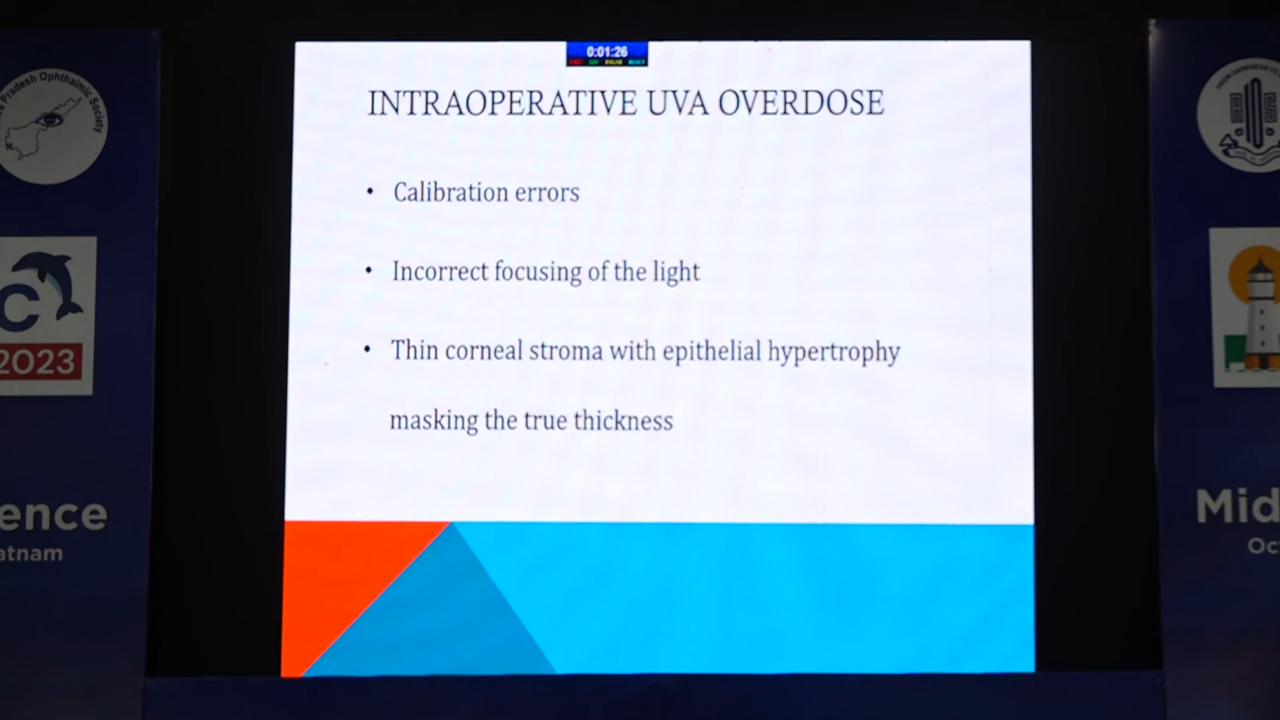 0:01:26
INTRAOPERATIVE UVA OVERDOSE
• Calibration errors
• Incorrect focusing of the light
• Thin corneal stroma with epithelial hypertrophy
masking the true thickness
Pradesh Ophthalmic Society
C
2023
ence
atnam
Mid
Oc